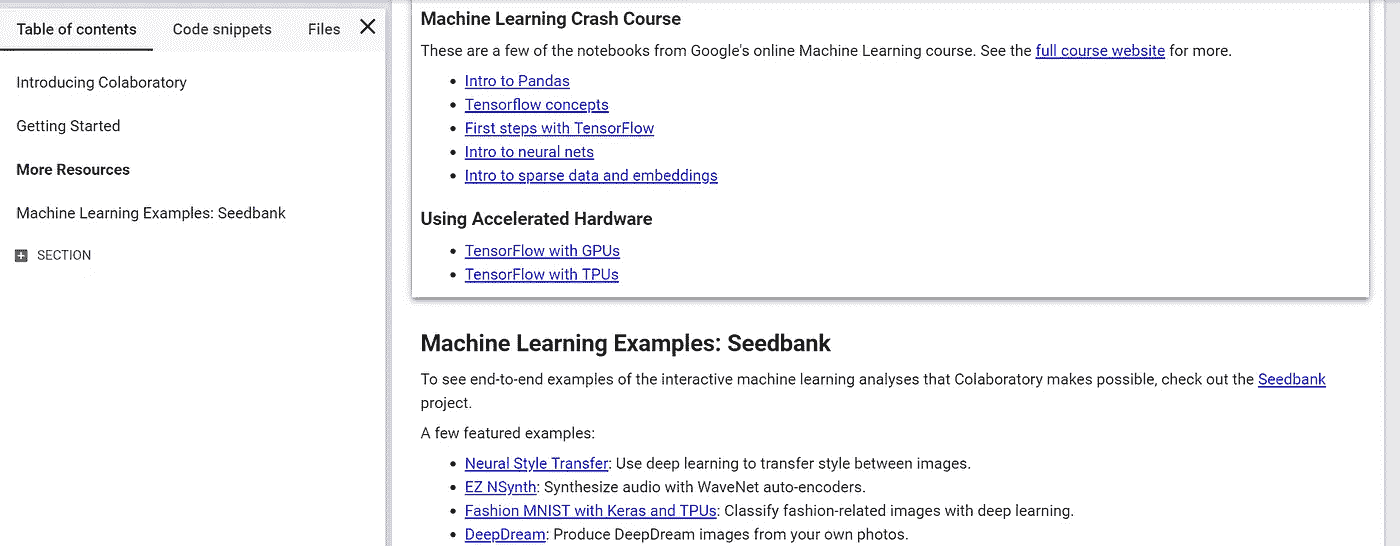 Table of contents Code snippets Files
Introducing Colaboratory
Getting Started
More Resources
Machine Learning Examples: Seedbank
SECTION
Machine Learning Crash Course
These are a few of the notebooks from Google's online Machine Learning course. See the full course website for more.
• Intro to Pandas
• Tensorflow concepts
• First steps with TensorFlow
• Intro to neural nets
• Intro to sparse data and embeddings
Using Accelerated Hardware
• TensorFlow with GPUs
• TensorFlow with TPUs
Machine Learning Examples: Seedbank
To see end-to-end examples of the interactive machine learning analyses that Colaboratory makes possible, check out the Seedbank
project.
A few featured examples:
• Neural Style Transfer: Use deep learning to transfer style between images.
• EZ NSynth: Synthesize audio with WaveNet auto-encoders.
• Fashion MNIST with Keras and TPUs: Classify fashion-related images with deep learning.
• DeepDream: Produce DeepDream images from your own photos.